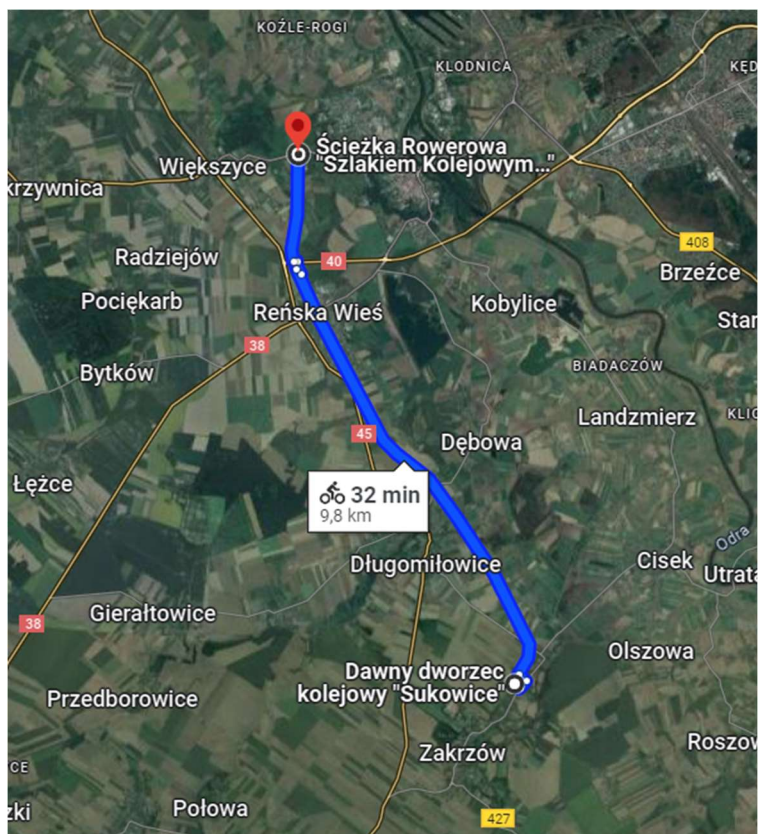 KOŹLE-ROGI
KLODNICA
KĘD
Większyce
Ścieżka Rowerowa
"Szlakiem Kolejowym..."
krzywnica
408
Radziejów
40
Brzeźce
Pociękarb
Reńska Wieś
Kobylice
Star
38
BIADACZÓW
Bytków
45
Landzmierz
KLIC
Dębowa
Łężce
32 min
9,8 km
Odra
Długomiłowice
Cisek
Utrata
38
Gierałtowice
Olszowa
Dawny dworzec
kolejowy "Sukowice"
Przedborowice
Zakrzów
Roszow
CE
zki
Połowa
427